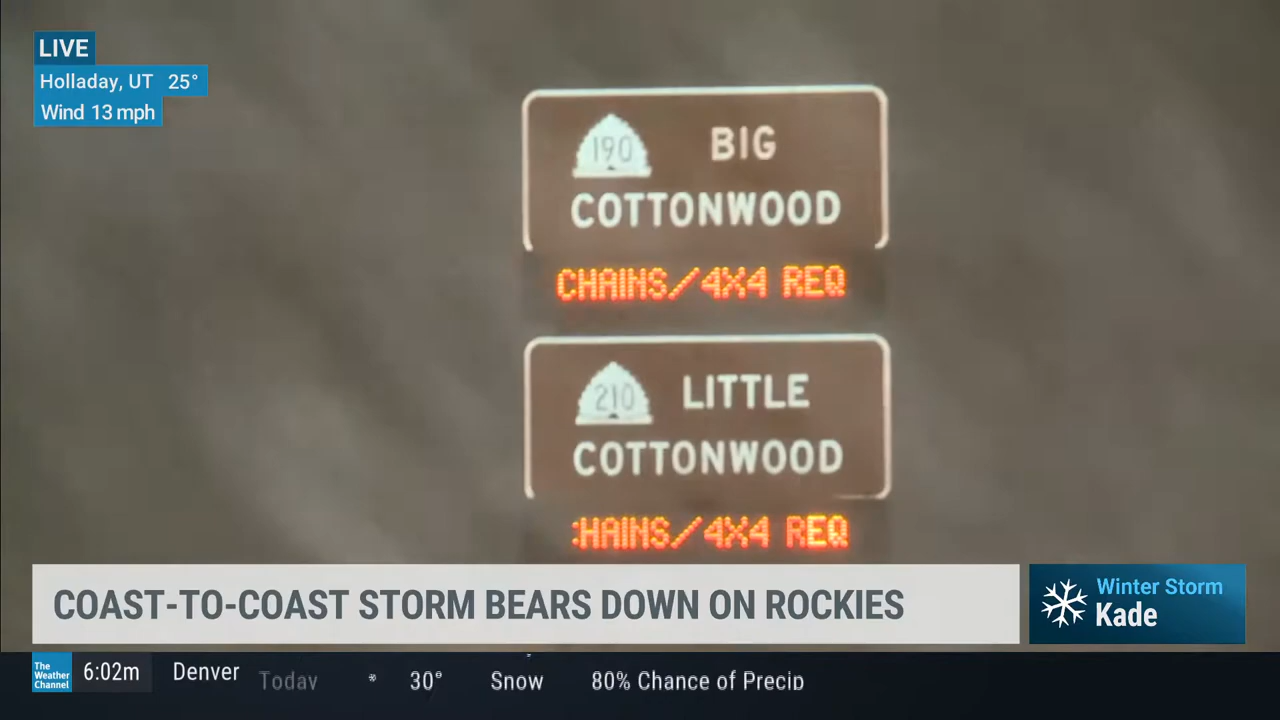 LIVE
Holladay, UT 25°
Wind 13 mph
190 BIG
COTTONWOOD
CHAINS/4X4 REQ
210 LITTLE
COTTONWOOD
:HAINS/4X4 REQ
COAST-TO-COAST STORM BEARS DOWN ON ROCKIES
Winter Storm
Kade
The
Weather
Channel
6:02m Denver Today 30° Snow 80% Chance of Precip